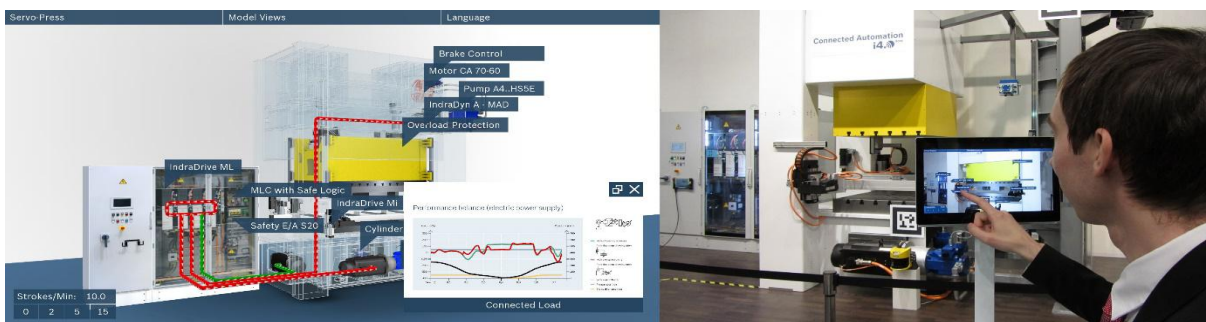 Servo-Press
Model Views
Language
Brake Control
Motor CA 70-60
Pump A4..HS5E
IndraDyn A - MAD
Overload Protection
IndraDrive ML
MLC with Safe Logic
IndraDrive Mi
Safety E/A S20
Cylinder
Performance balance (electric power supply)
Connected Load
Strokes/Min: 10.0
0 2 5 15
Connected Automation
i4.0